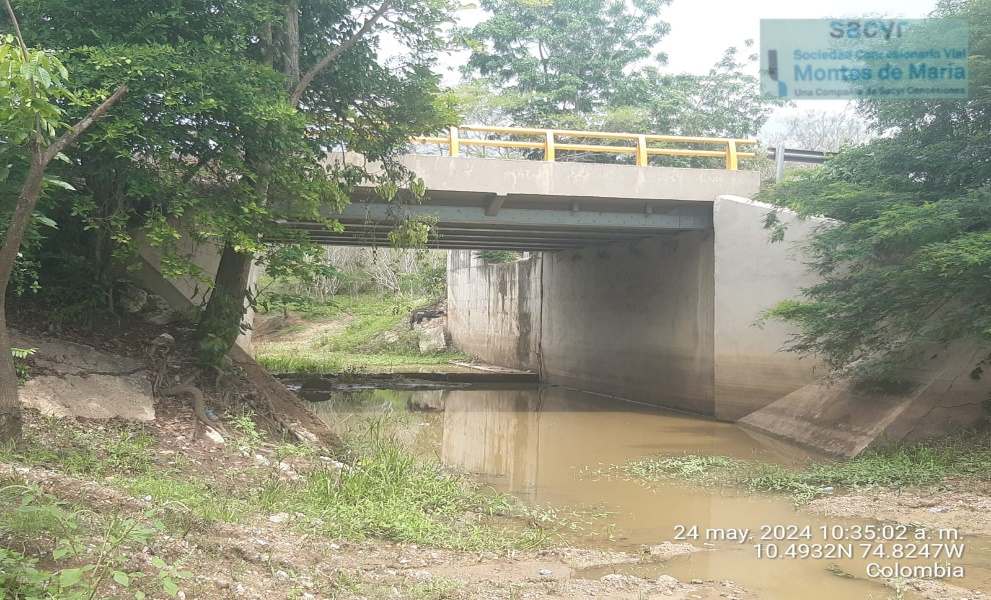 sacyr
Sociedad Concesionaria Vial
Montes de María
Una Compañía de Sacyr Concesiones
24 may. 2024 10:35:02 a. m.
10.4932N 74.8247W
Colombia